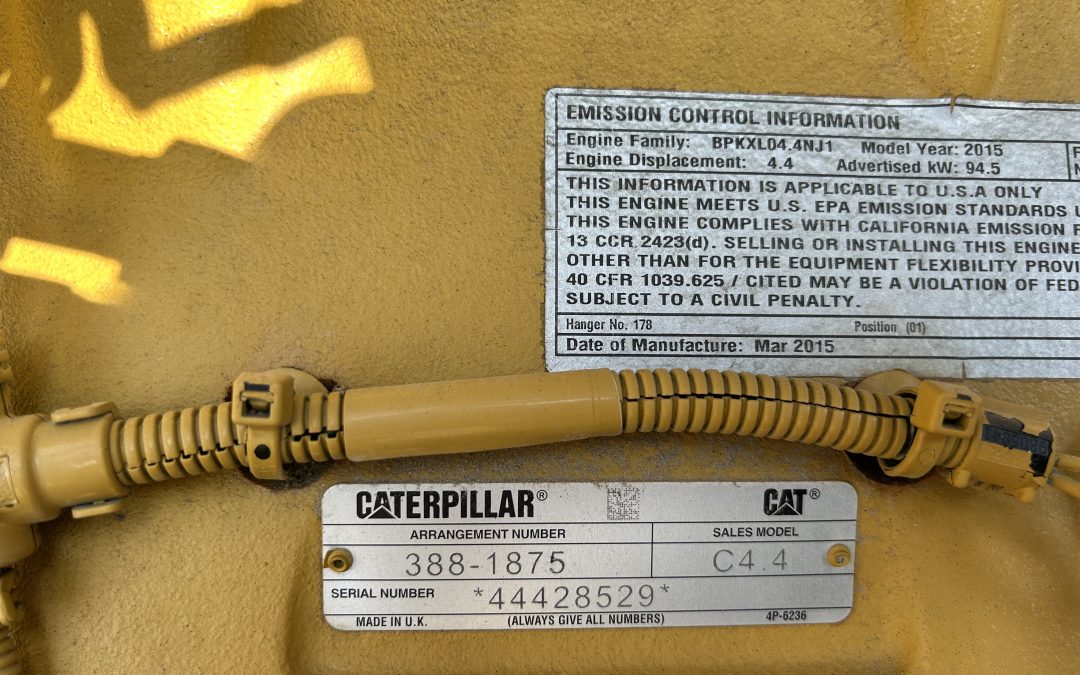 EMISSION CONTROL INFORMATION
Engine Family: BPKXL04.4NJ1 Model Year: 2015
Engine Displacement: 4.4 Advertised kW: 94.5
THIS INFORMATION IS APPLICABLE TO U.S.A ONLY
THIS ENGINE MEETS U.S. EPA EMISSION STANDARDS
THIS ENGINE COMPLIES WITH CALIFORNIA EMISSION
13 CCR 2423(d). SELLING OR INSTALLING THIS ENGINE
OTHER THAN FOR THE EQUIPMENT FLEXIBILITY PROVI
40 CFR 1039.625 / CITED MAY BE A VIOLATION OF FED
SUBJECT TO A CIVIL PENALTY.
Hanger No. 178 Position (01)
Date of Manufacture: Mar 2015
CATERPILLAR® CAT®
ARRANGEMENT NUMBER SALES MODEL
388-1875 C4.4
SERIAL NUMBER *44428529*
MADE IN U.K. (ALWAYS GIVE ALL NUMBERS) 4P-6236